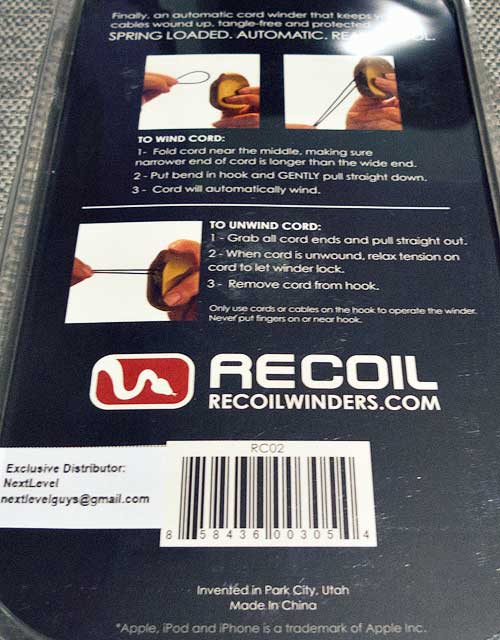 Finally, an automatic cord winder that keeps
cables wound up, tangle-free and protected
SPRING LOADED. AUTOMATIC.
TO WIND CORD:
1- Fold cord near the middle, making sure
narrower end of cord is longer than the wide end.
2 - Put bend in hook and GENTLY pull straight down.
3 - Cord will automatically wind.
TO UNWIND CORD:
1 - Grab all cord ends and pull straight out.
2 - When cord is unwound, relax tension on
cord to let winder lock.
3 - Remove cord from hook.
Only use cords or cables on the hook to operate the winder.
Never put fingers on or near hook.
RECOIL
RECOILWINDERS.COM
RC02
Exclusive Distributor:
NextLevel
nextlevelguys@gmail.com
8 58436 00305 4
Invented in Park City, Utah
Made In China
*Apple, iPod and iPhone is a trademark of Apple Inc.